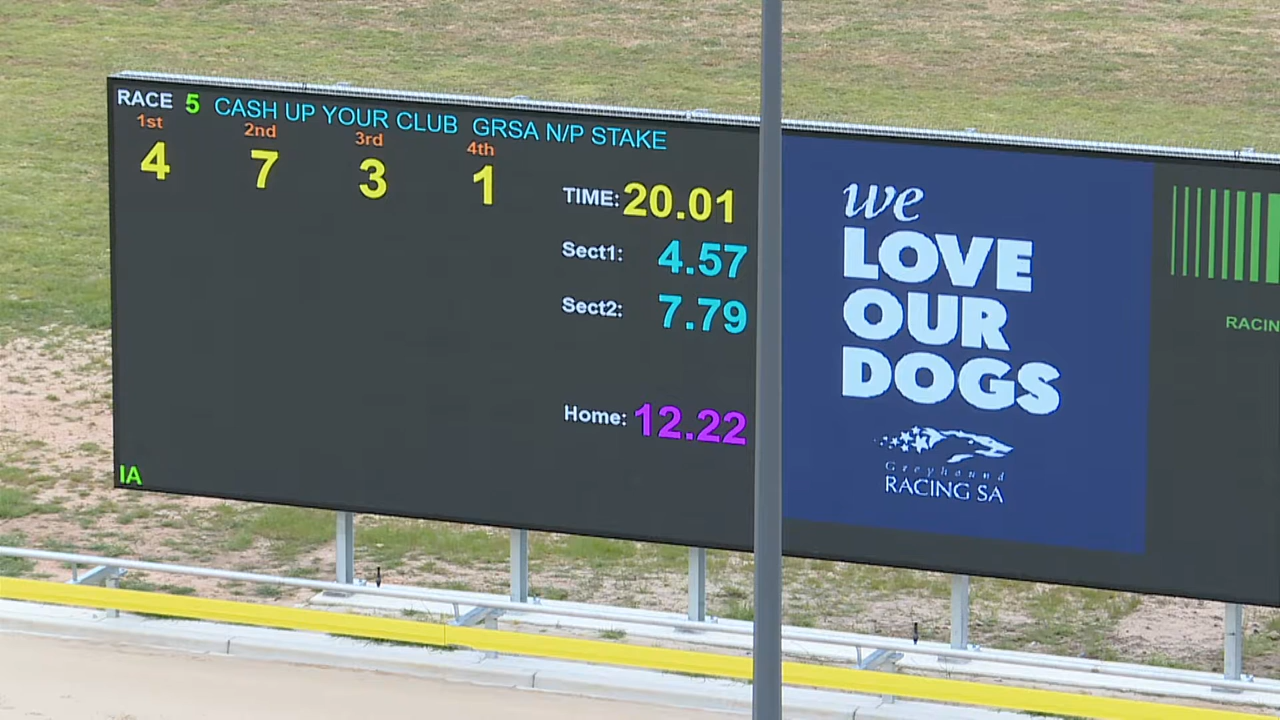 RACE 5 CASH UP YOUR CLUB GRSA N/P STAKE
1st 2nd 3rd 4th
4 7 3 1
TIME: 20.01
Sect1: 4.57
Sect2: 7.79
Home: 12.22
IA
we
LOVE
OUR
DOGS
Greyhound
RACING SA